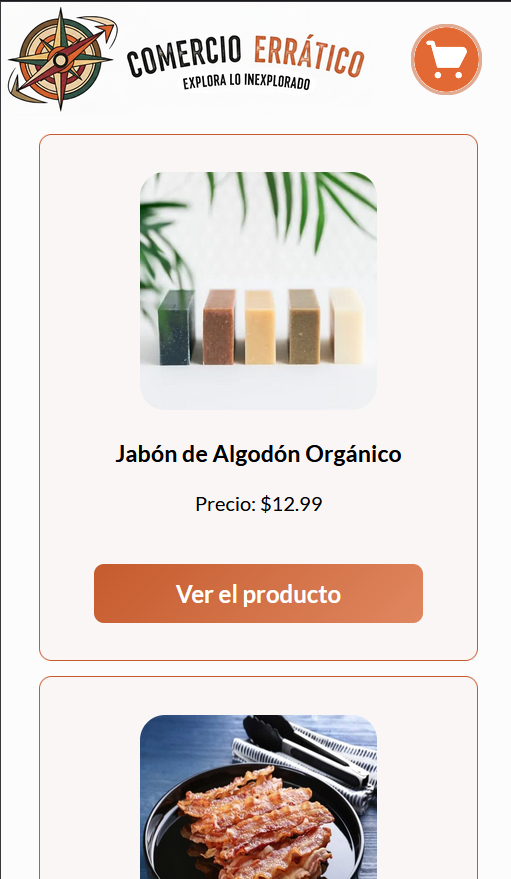 COMERCIO ERRÁTICO
EXPLORA LO INEXPLORADO
Jabón de Algodón Orgánico
Precio: $12.99
Ver el producto